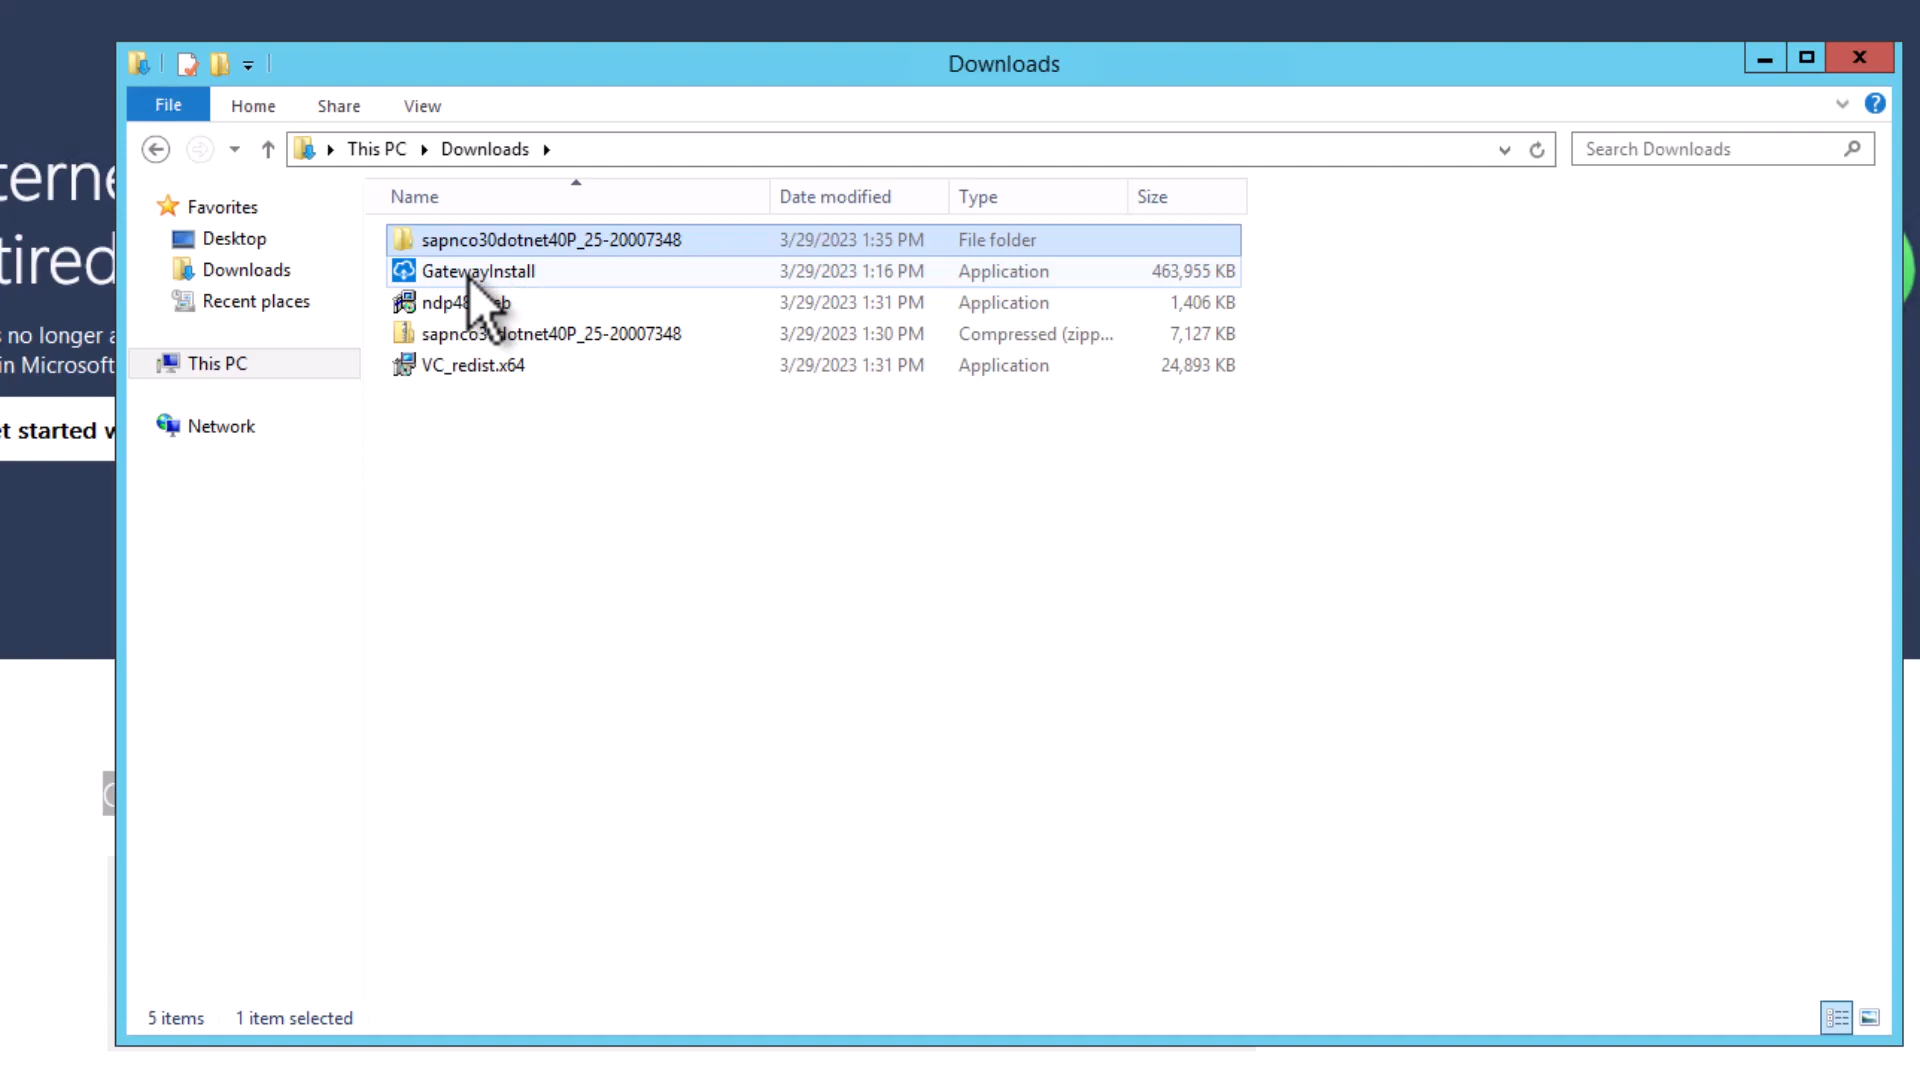 Downloads
File Home Share View
This PC Downloads
Search Downloads
Name Date modified Type Size
Favorites
Desktop
Downloads
Recent places
This PC
Network
sapnco30dotnet40P_25-20007348 3/29/2023 1:35 PM File folder
GatewayInstall 3/29/2023 1:16 PM Application 463,955 KB
3/29/2023 1:31 PM Application 1,406 KB
sapnco30dotnet40P_25-20007348 3/29/2023 1:30 PM Compressed (zipp... 7,127 KB
VC_redist.x64 3/29/2023 1:31 PM Application 24,893 KB
no longer
in Microsoft
started
5 items 1 item selected